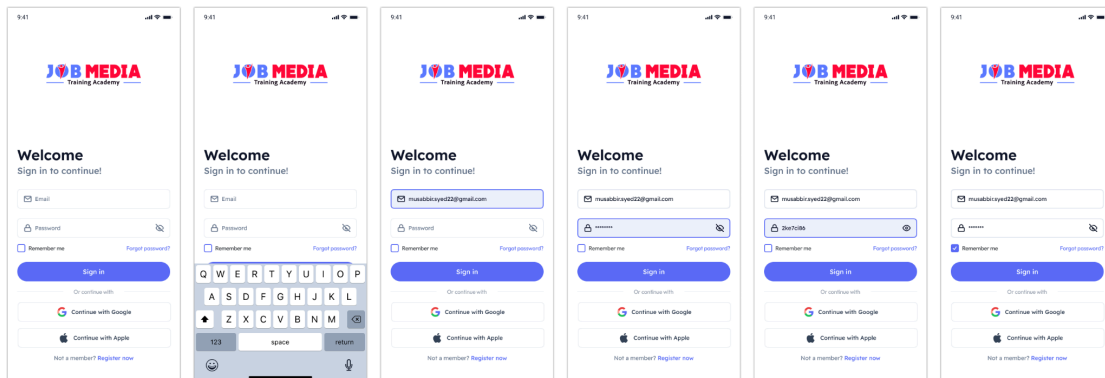 9:41
JOB MEDIA
Training Academy
Welcome
Sign in to continue!
Email
Password
Remember me Forgot password?
Sign in
Or continue with
Continue with Google
Continue with Apple
Not a member? Register now
9:41
JOB MEDIA
Training Academy
Welcome
Sign in to continue!
Email
Password
Remember me Forgot password?
Q W E R T Y U I O P
A S D F G H J K L
Z X C V B N M
123 space return
9:41
JOB MEDIA
Training Academy
Welcome
Sign in to continue!
musabbir.syed22@gmail.com
Password
Remember me Forgot password?
Sign in
Or continue with
Continue with Google
Continue with Apple
Not a member? Register now
9:41
JOB MEDIA
Training Academy
Welcome
Sign in to continue!
musabbir.syed22@gmail.com
Remember me Forgot password?
Sign in
Or continue with
Continue with Google
Continue with Apple
Not a member? Register now
9:41
JOB MEDIA
Training Academy
Welcome
Sign in to continue!
musabbir.syed22@gmail.com
2ke7ci86
Remember me Forgot password?
Sign in
Or continue with
Continue with Google
Continue with Apple
Not a member? Register now
9:41
JOB MEDIA
Training Academy
Welcome
Sign in to continue!
musabbir.syed22@gmail.com
Remember me Forgot password?
Sign in
Or continue with
Continue with Google
Continue with Apple
Not a member? Register now